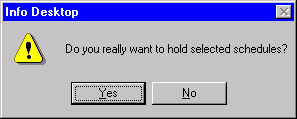 Info Desktop
Do you really want to hold selected schedules?
Yes
No